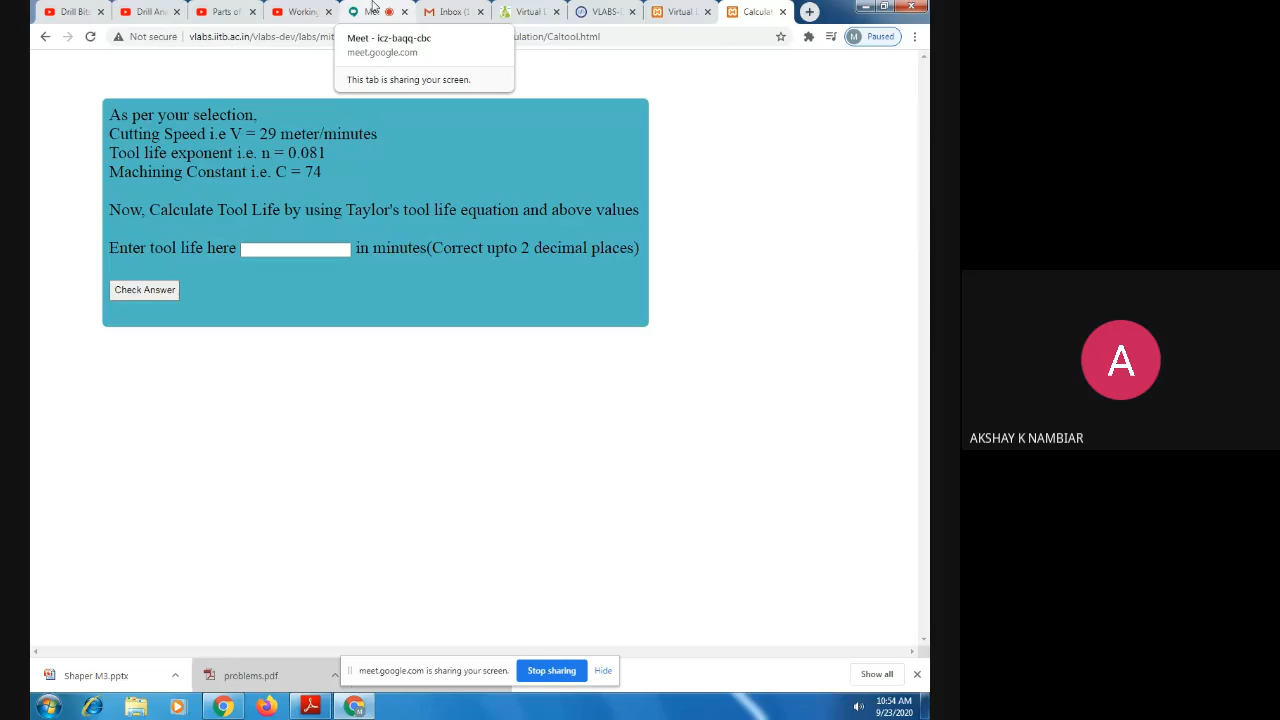 Drill Bits
Drill And
Parts of
Working
Meet
Inbox (1
Virtual L
VLABS-
Virtual
Calcula
M Paused
Not secure
vlabs.iitb.ac.in/vlabs-dev/labs/mit
ulation/Caltool.html
Meet - icz-baqq-cbc
meet.google.com
This tab is sharing your screen.
As per your selection,
Cutting Speed i.e V = 29 meter/minutes
Tool life exponent i.e. n = 0.081
Machining Constant i.e. C = 74
Now, Calculate Tool Life by using Taylor's tool life equation and above values
Enter tool life here in minutes(Correct upto 2 decimal places)
Check Answer
A
AKSHAY K NAMBIAR
Shaper M3.pptx
problems.pdf
meet.google.com is sharing your screen.
Stop sharing
Hide
Show all
10:54 AM
9/23/2020